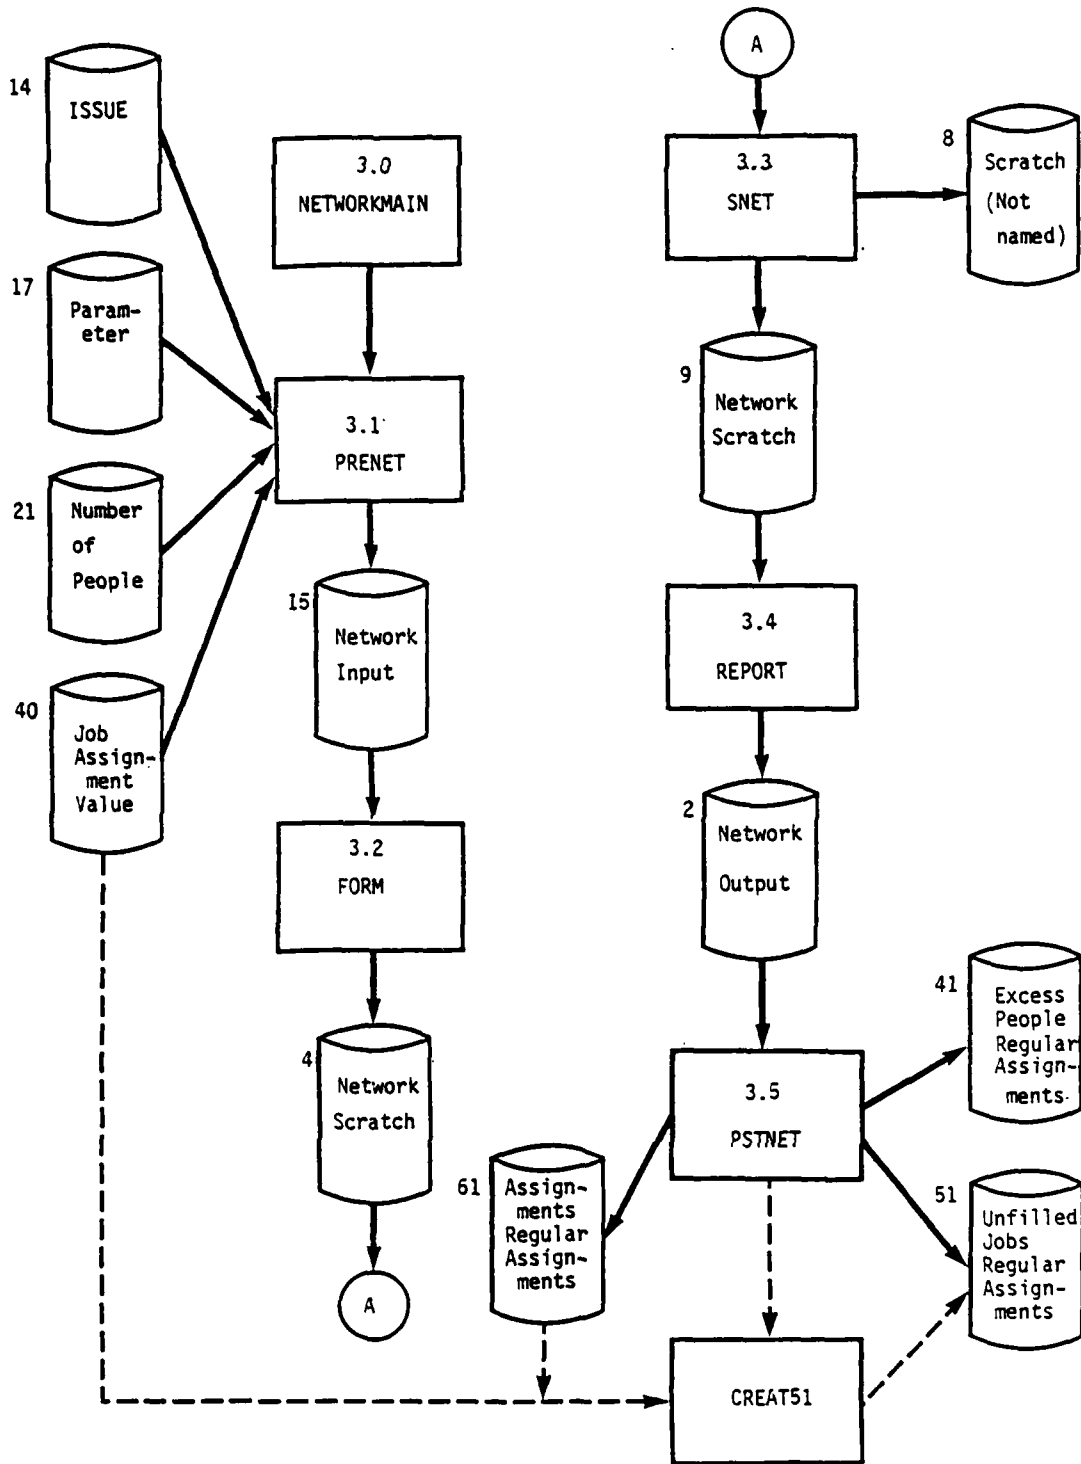 14
ISSUE
3.0
NETWORKMAIN
17
Param-
eter
3.1
PRENET
21
Number
of
People
15
Network
Input
40
Job
Assign-
ment
Value
3.2
FORM
4
Network
Scratch
A
A
3.3
SNET
8
Scratch
(Not
named)
9
Network
Scratch
3.4
REPORT
2
Network
Output
41
Excess
People
Regular
Assign-
ments
3.5
PSTNET
61
Assign-
ments
Regular
Assign-
ments
51
Unfilled
Jobs
Regular
Assign-
ments
CREAT51